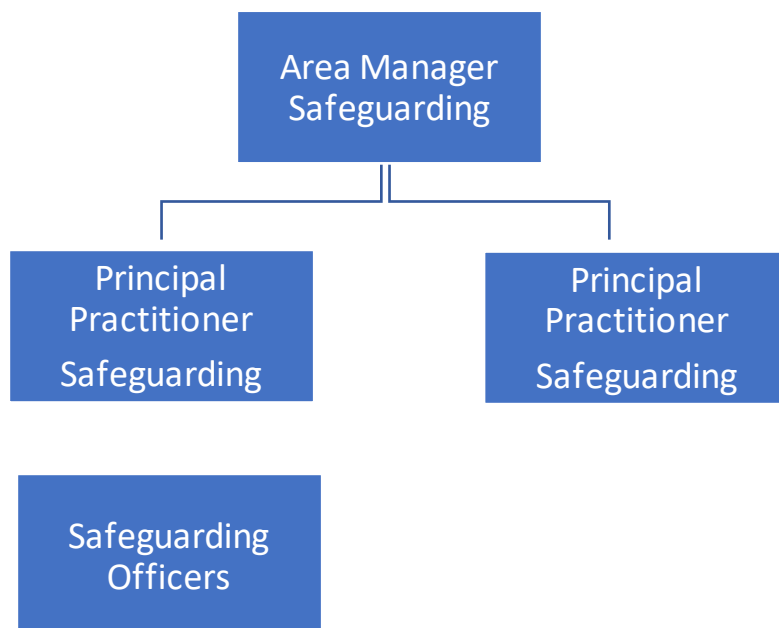 Area Manager
Safeguarding
Principal
Practitioner
Safeguarding
Principal
Practitioner
Safeguarding
Safeguarding
Officers